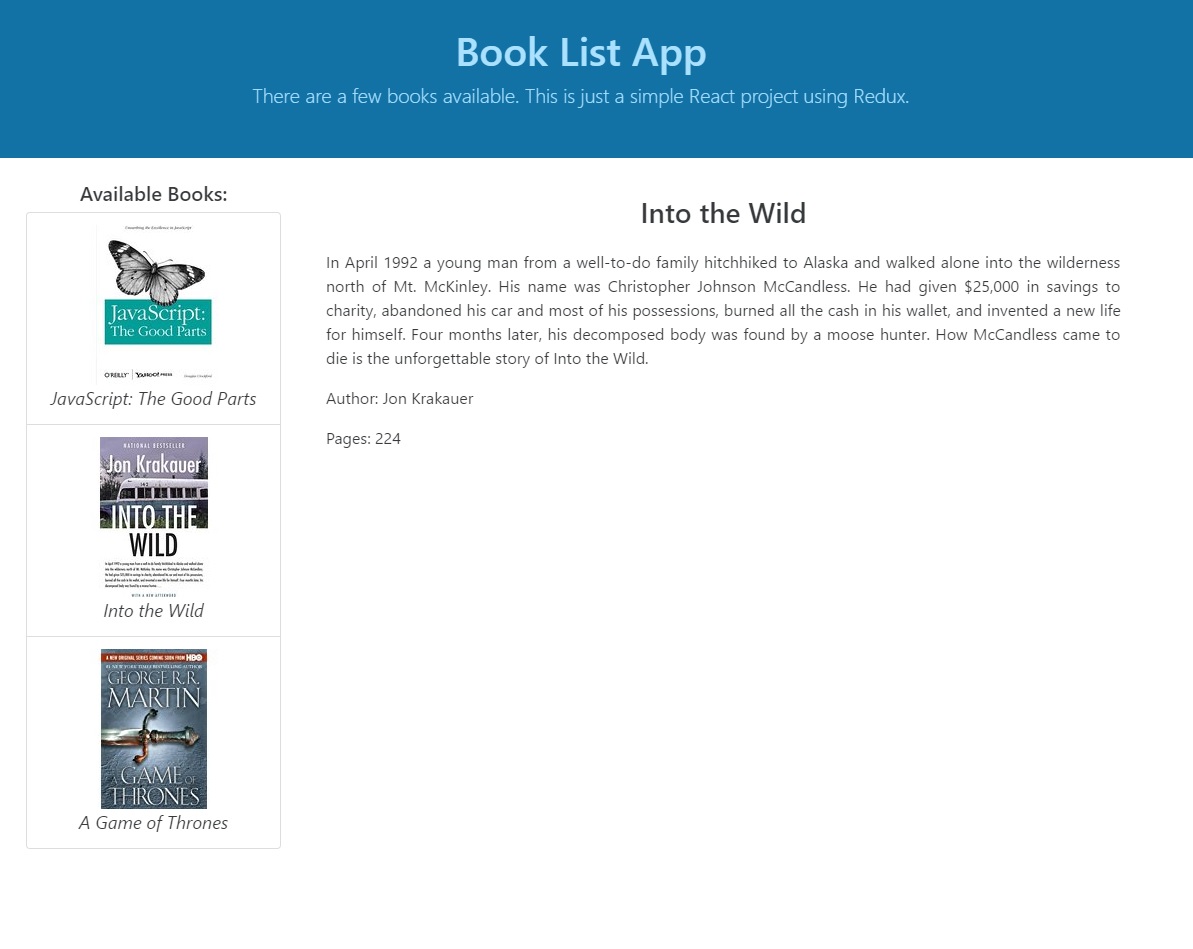 Book List App
There are a few books available. This is just a simple React project using Redux.
Available Books:
JavaScript:
The Good Parts
O'REILLY
YAHOO! PRESS
JavaScript: The Good Parts
NATIONAL BESTSELLER
Jon Krakauer
INTO THE
WILD
WITH A NEW AFTERWORD
Into the Wild
A NEW ORIGINAL SERIES COMING SOON FROM HBO
#1 NEW YORK TIMES BESTSELLING AUTHOR
GEORGE R.R.
MARTIN
A GAME OF
THRONES
A Game of Thrones
Into the Wild
In April 1992 a young man from a well-to-do family hitchhiked to Alaska and walked alone into the wilderness
north of Mt. McKinley. His name was Christopher Johnson McCandless. He had given $25,000 in savings to
charity, abandoned his car and most of his possessions, burned all the cash in his wallet, and invented a new life
for himself. Four months later, his decomposed body was found by a moose hunter. How McCandless came to
die is the unforgettable story of Into the Wild.
Author: Jon Krakauer
Pages: 224